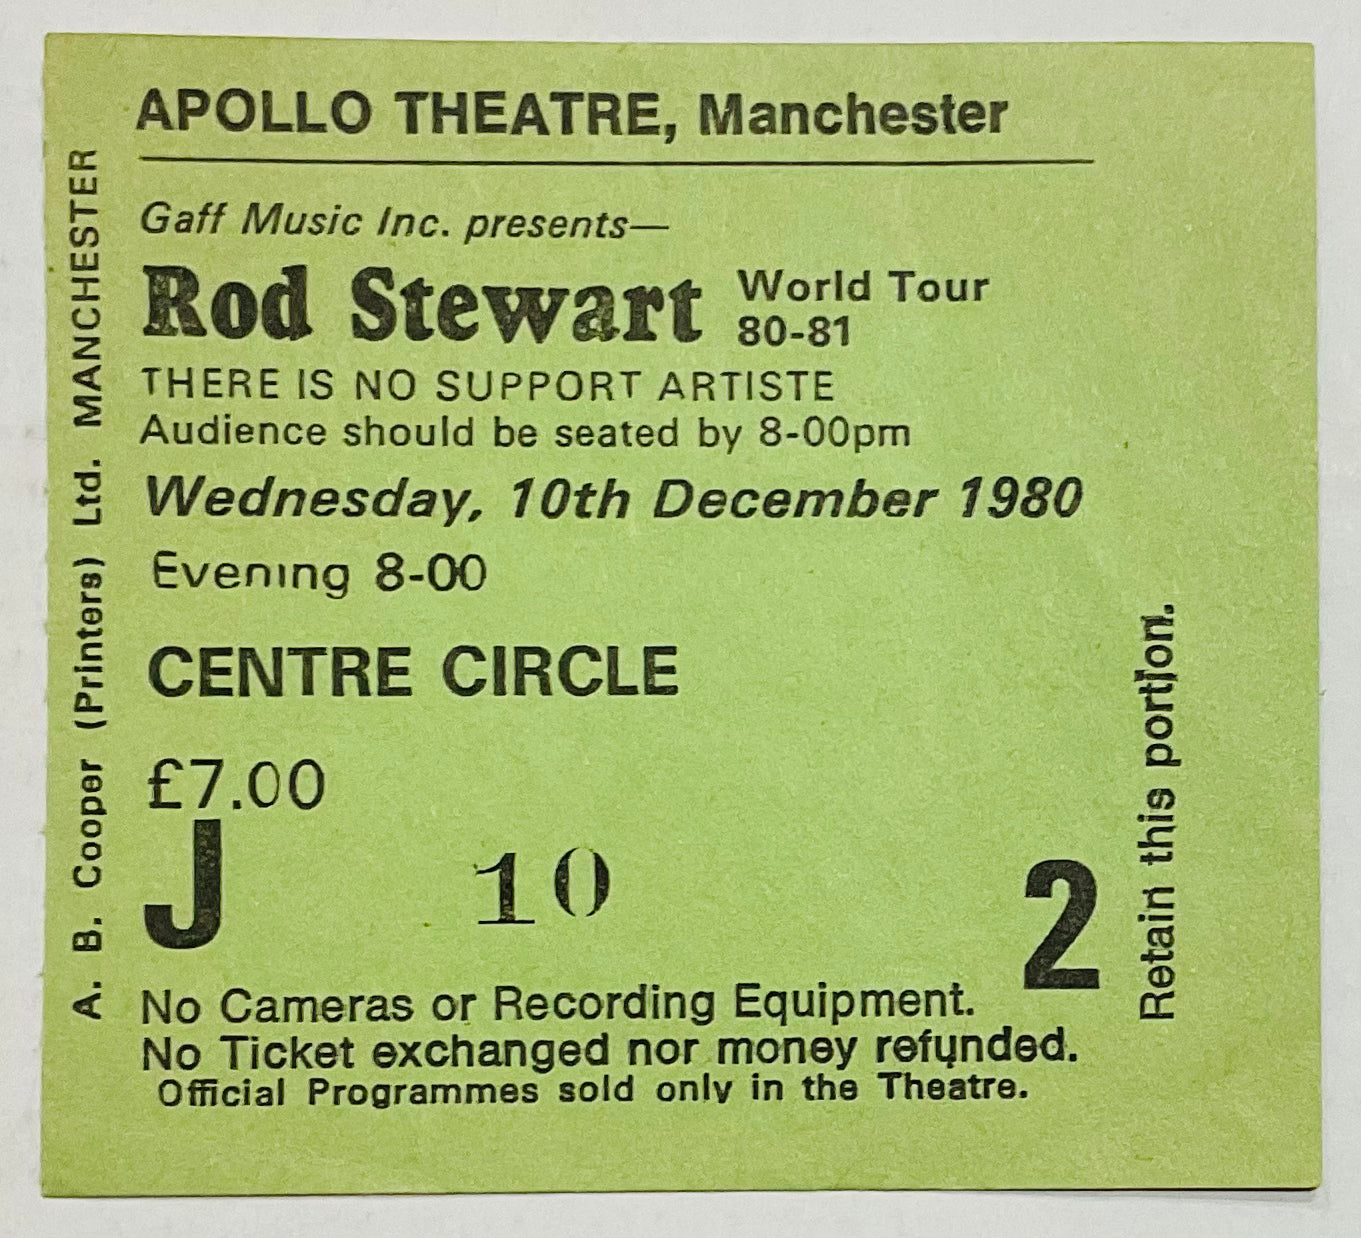 APOLLO THEATRE, Manchester
Gaff Music Inc. presents—
Rod Stewart World Tour
80-81
THERE IS NO SUPPORT ARTISTE
Audience should be seated by 8-00pm
Wednesday, 10th December 1980
Evening 8-00
CENTRE CIRCLE
£7.00
J 10 2
No Cameras or Recording Equipment.
No Ticket exchanged nor money refunded.
Official Programmes sold only in the Theatre.
A. B. Cooper (Printers) Ltd. MANCHESTER
Retain this portion.